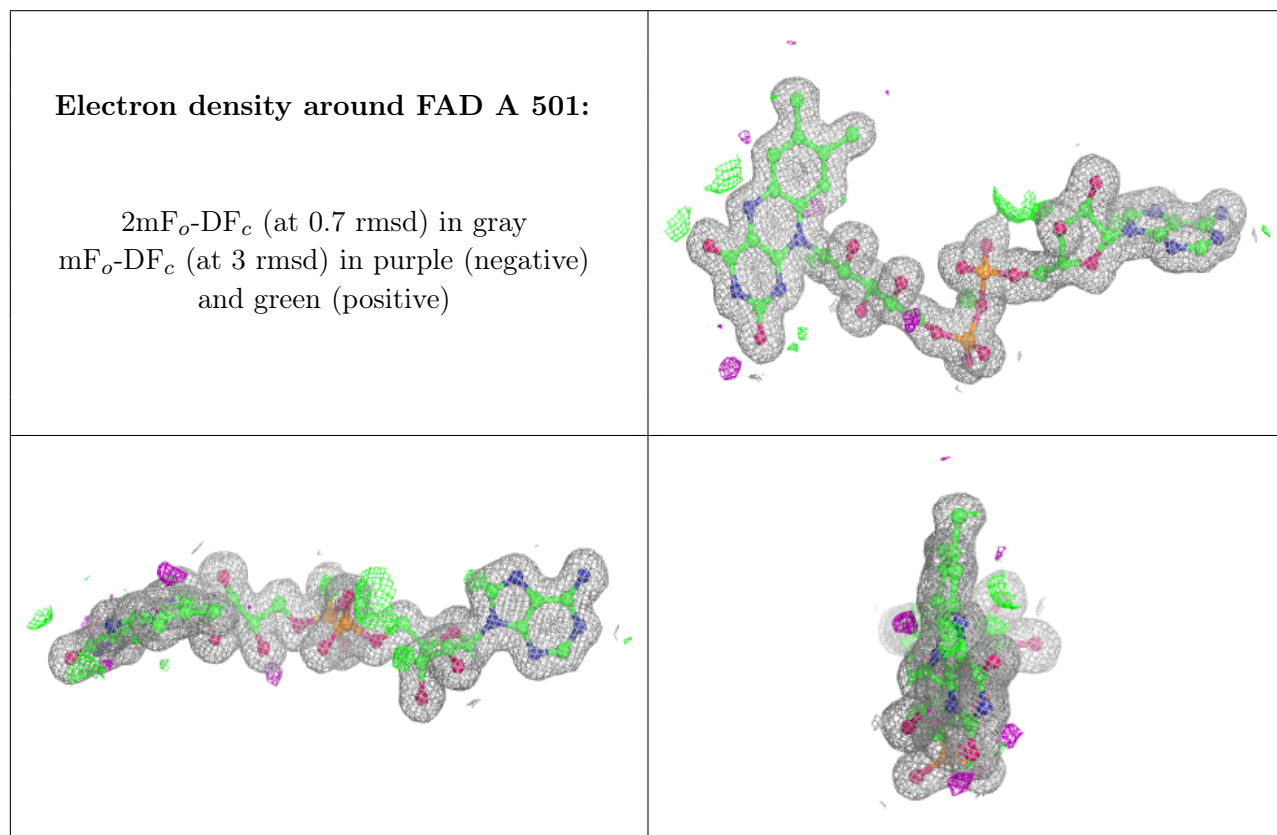 Electron density around FAD A 501:
2mFo-DFc (at 0.7 rmsd) in gray
mFo-DFc (at 3 rmsd) in purple (negative)
and green (positive)